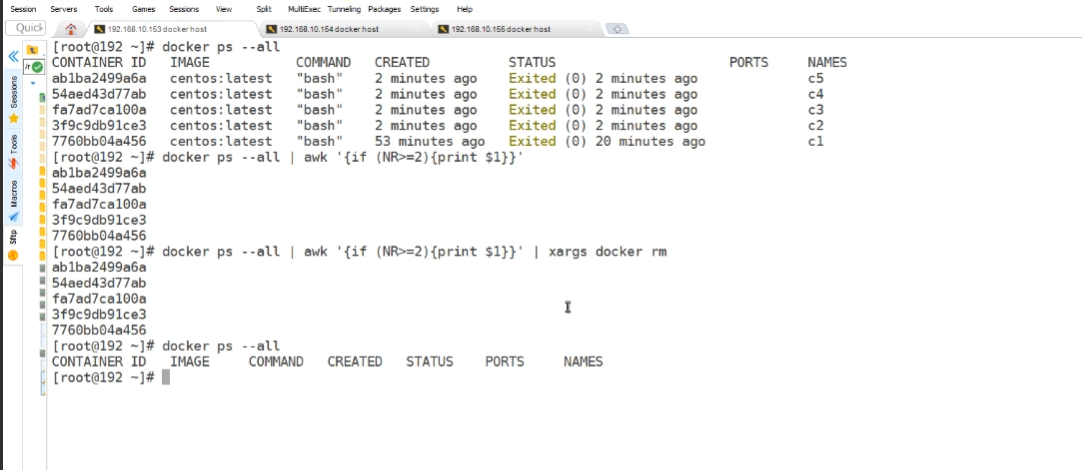 Session Servers Tools Games Sessions View Split MultiExec Tunneling Packages Settings Help
Quick 192.168.10.153 docker host 192.168.10.154 docker host 192.168.10.155 docker host
Sessions
Tools
Macros
Sftp
/r
[root@192 ~]# docker ps --all
CONTAINER ID IMAGE COMMAND CREATED STATUS PORTS NAMES
ab1ba2499a6a centos:latest "bash" 2 minutes ago Exited (0) 2 minutes ago c5
54aed43d77ab centos:latest "bash" 2 minutes ago Exited (0) 2 minutes ago c4
fa7ad7ca100a centos:latest "bash" 2 minutes ago Exited (0) 2 minutes ago c3
3f9c9db91ce3 centos:latest "bash" 2 minutes ago Exited (0) 2 minutes ago c2
7760bb04a456 centos:latest "bash" 53 minutes ago Exited (0) 20 minutes ago c1
[root@192 ~]# docker ps --all | awk '{if (NR>=2){print $1}}'
ab1ba2499a6a
54aed43d77ab
fa7ad7ca100a
3f9c9db91ce3
7760bb04a456
[root@192 ~]# docker ps --all | awk '{if (NR>=2){print $1}}' | xargs docker rm
ab1ba2499a6a
54aed43d77ab
fa7ad7ca100a
3f9c9db91ce3
7760bb04a456
[root@192 ~]# docker ps --all
CONTAINER ID IMAGE COMMAND CREATED STATUS PORTS NAMES
[root@192 ~]#